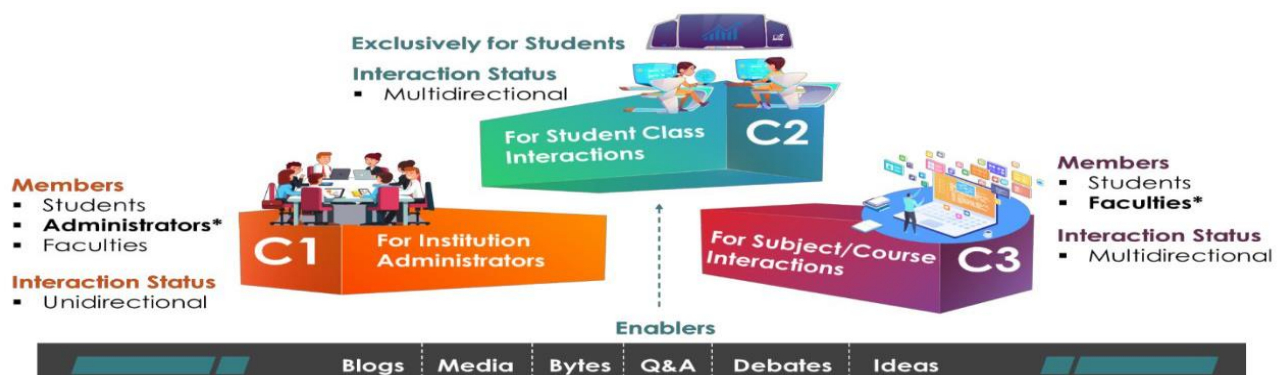 Exclusively for Students
Interaction Status
▪ Multidirectional
For Student Class
Interactions
C2
Members
▪ Students
▪ Administrators*
▪ Faculties
Interaction Status
▪ Unidirectional
C1
For Institution
Administrators
For Subject/Course
Interactions
C3
Members
▪ Students
▪ Faculties*
Interaction Status
▪ Multidirectional
Enablers
Blogs Media Bytes Q&A Debates Ideas